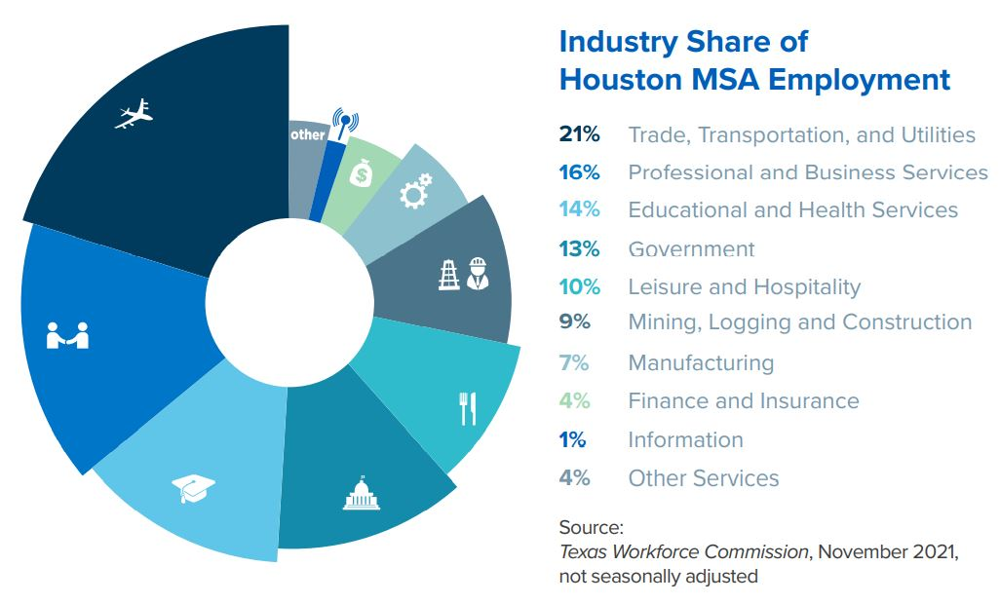 other
Industry Share of
Houston MSA Employment
21% Trade, Transportation, and Utilities
16% Professional and Business Services
14% Educational and Health Services
13% Government
10% Leisure and Hospitality
9% Mining, Logging and Construction
7% Manufacturing
4% Finance and Insurance
1% Information
4% Other Services
Source:
Texas Workforce Commission, November 2021,
not seasonally adjusted
$